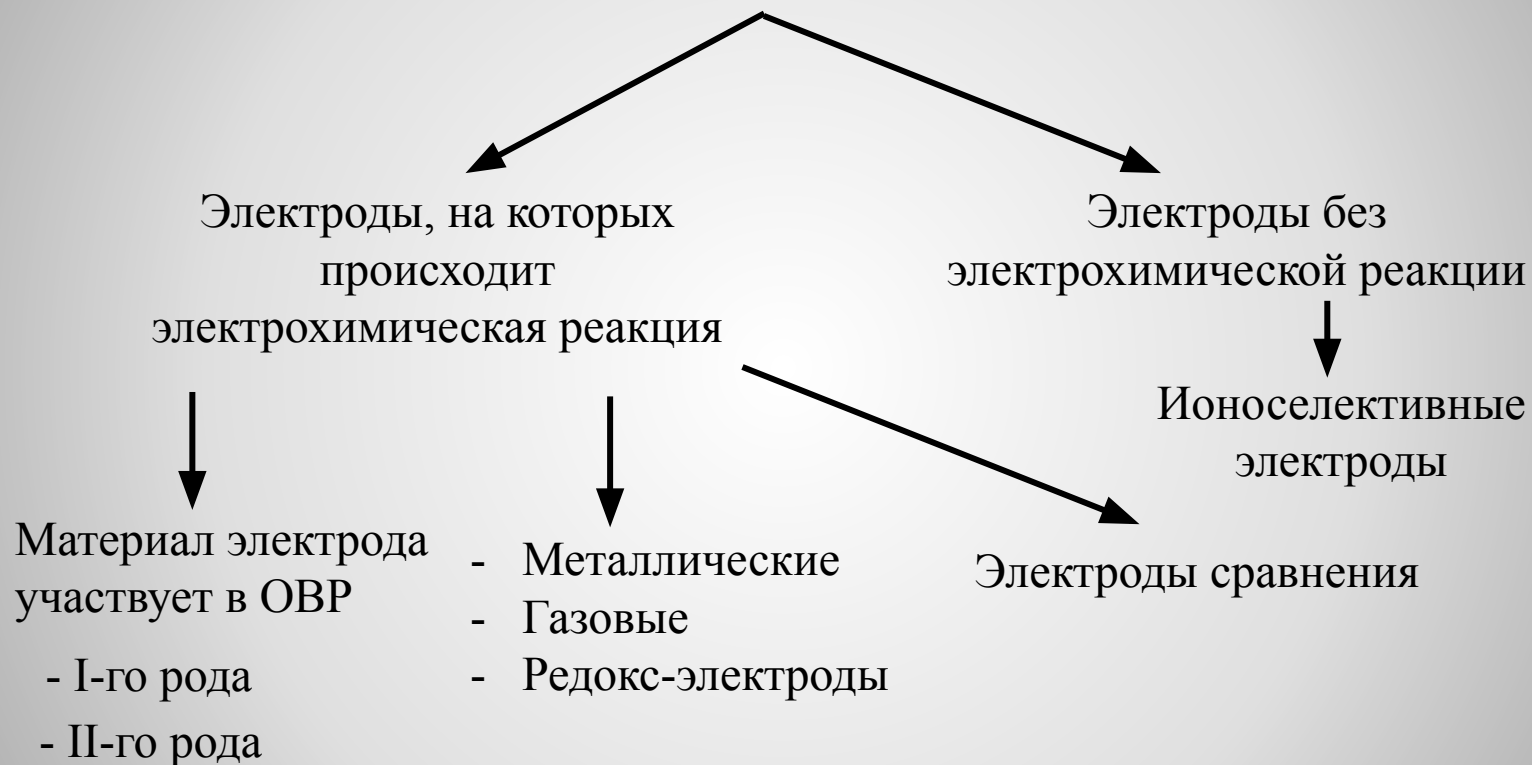 Электроды, на которых
происходит
электрохимическая реакция
Электроды без
электрохимической реакции
Ионоселективные
электроды
Материал электрода
участвует в ОВР
- I-го рода
- II-го рода
- Металлические
- Газовые
- Редокс-электроды
Электроды сравнения